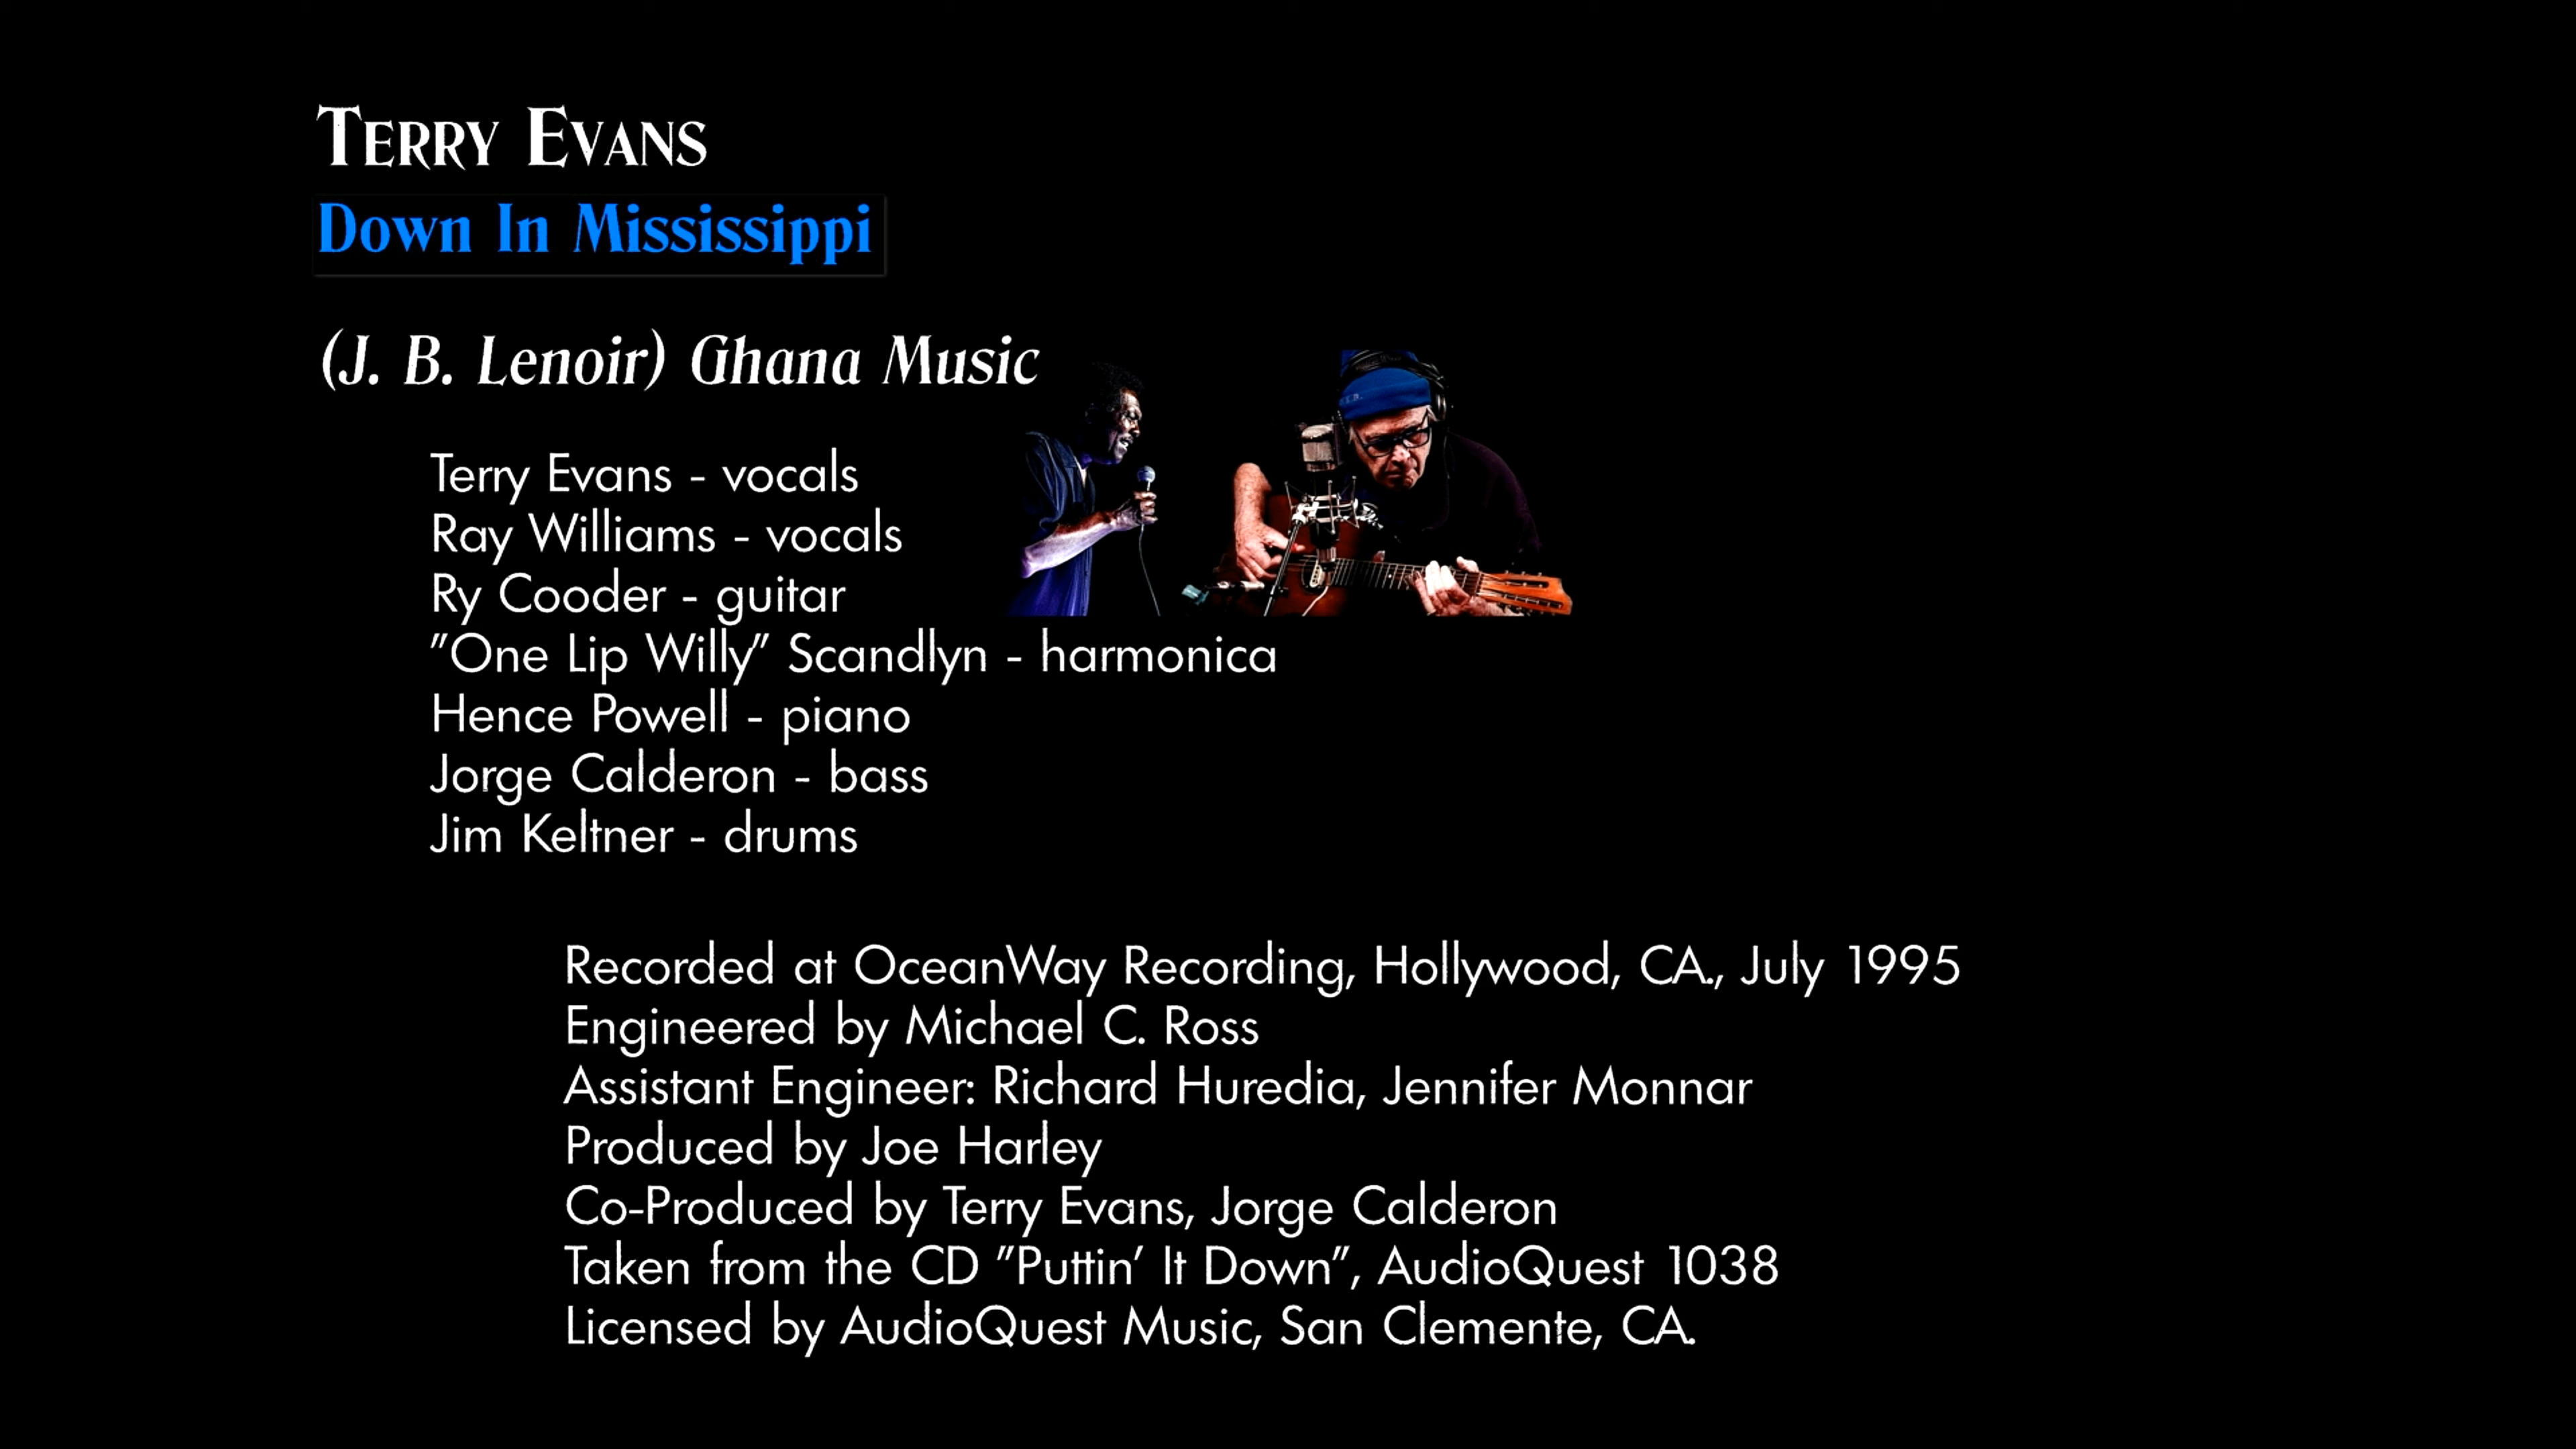 Terry Evans
Down In Mississippi
(J. B. Lenoir) Ghana Music
Terry Evans - vocals
Ray Williams - vocals
Ry Cooder - guitar
"One Lip Willy" Scandlyn - harmonica
Hence Powell - piano
Jorge Calderon - bass
Jim Keltner - drums
Recorded at OceanWay Recording, Hollywood, CA., July 1995
Engineered by Michael C. Ross
Assistant Engineer: Richard Huredia, Jennifer Monnar
Produced by Joe Harley
Co-Produced by Terry Evans, Jorge Calderon
Taken from the CD "Puttin' It Down", AudioQuest 1038
Licensed by AudioQuest Music, San Clemente, CA.